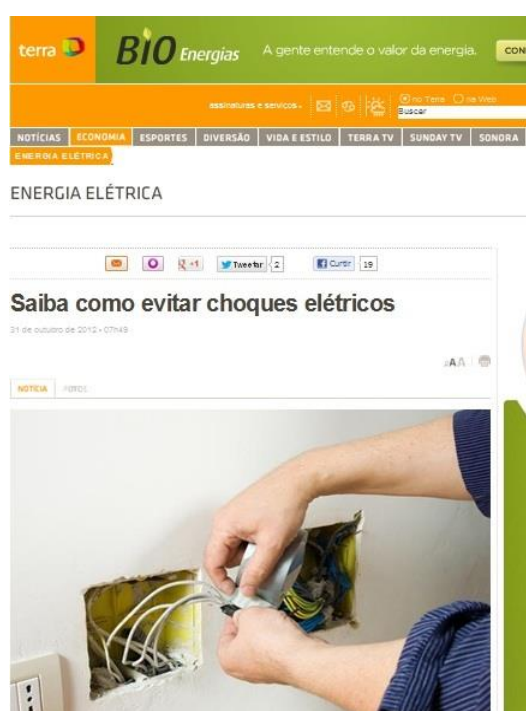 terra
BiO Energias
A gente entende o valor da energia.
CON
assinaturas e serviços
no Terra
na Web
Buscar
NOTÍCIAS ECONOMIA ESPORTES DIVERSÃO VIDA E ESTILO TERRA TV SUNDAY TV SONORA
ENERGIA ELÉTRICA
ENERGIA ELÉTRICA
+1 Tweetar 2 Curtir 19
Saiba como evitar choques elétricos
31 de outubro de 2012 • 07h49
AAA
NOTÍCIA FOTOS